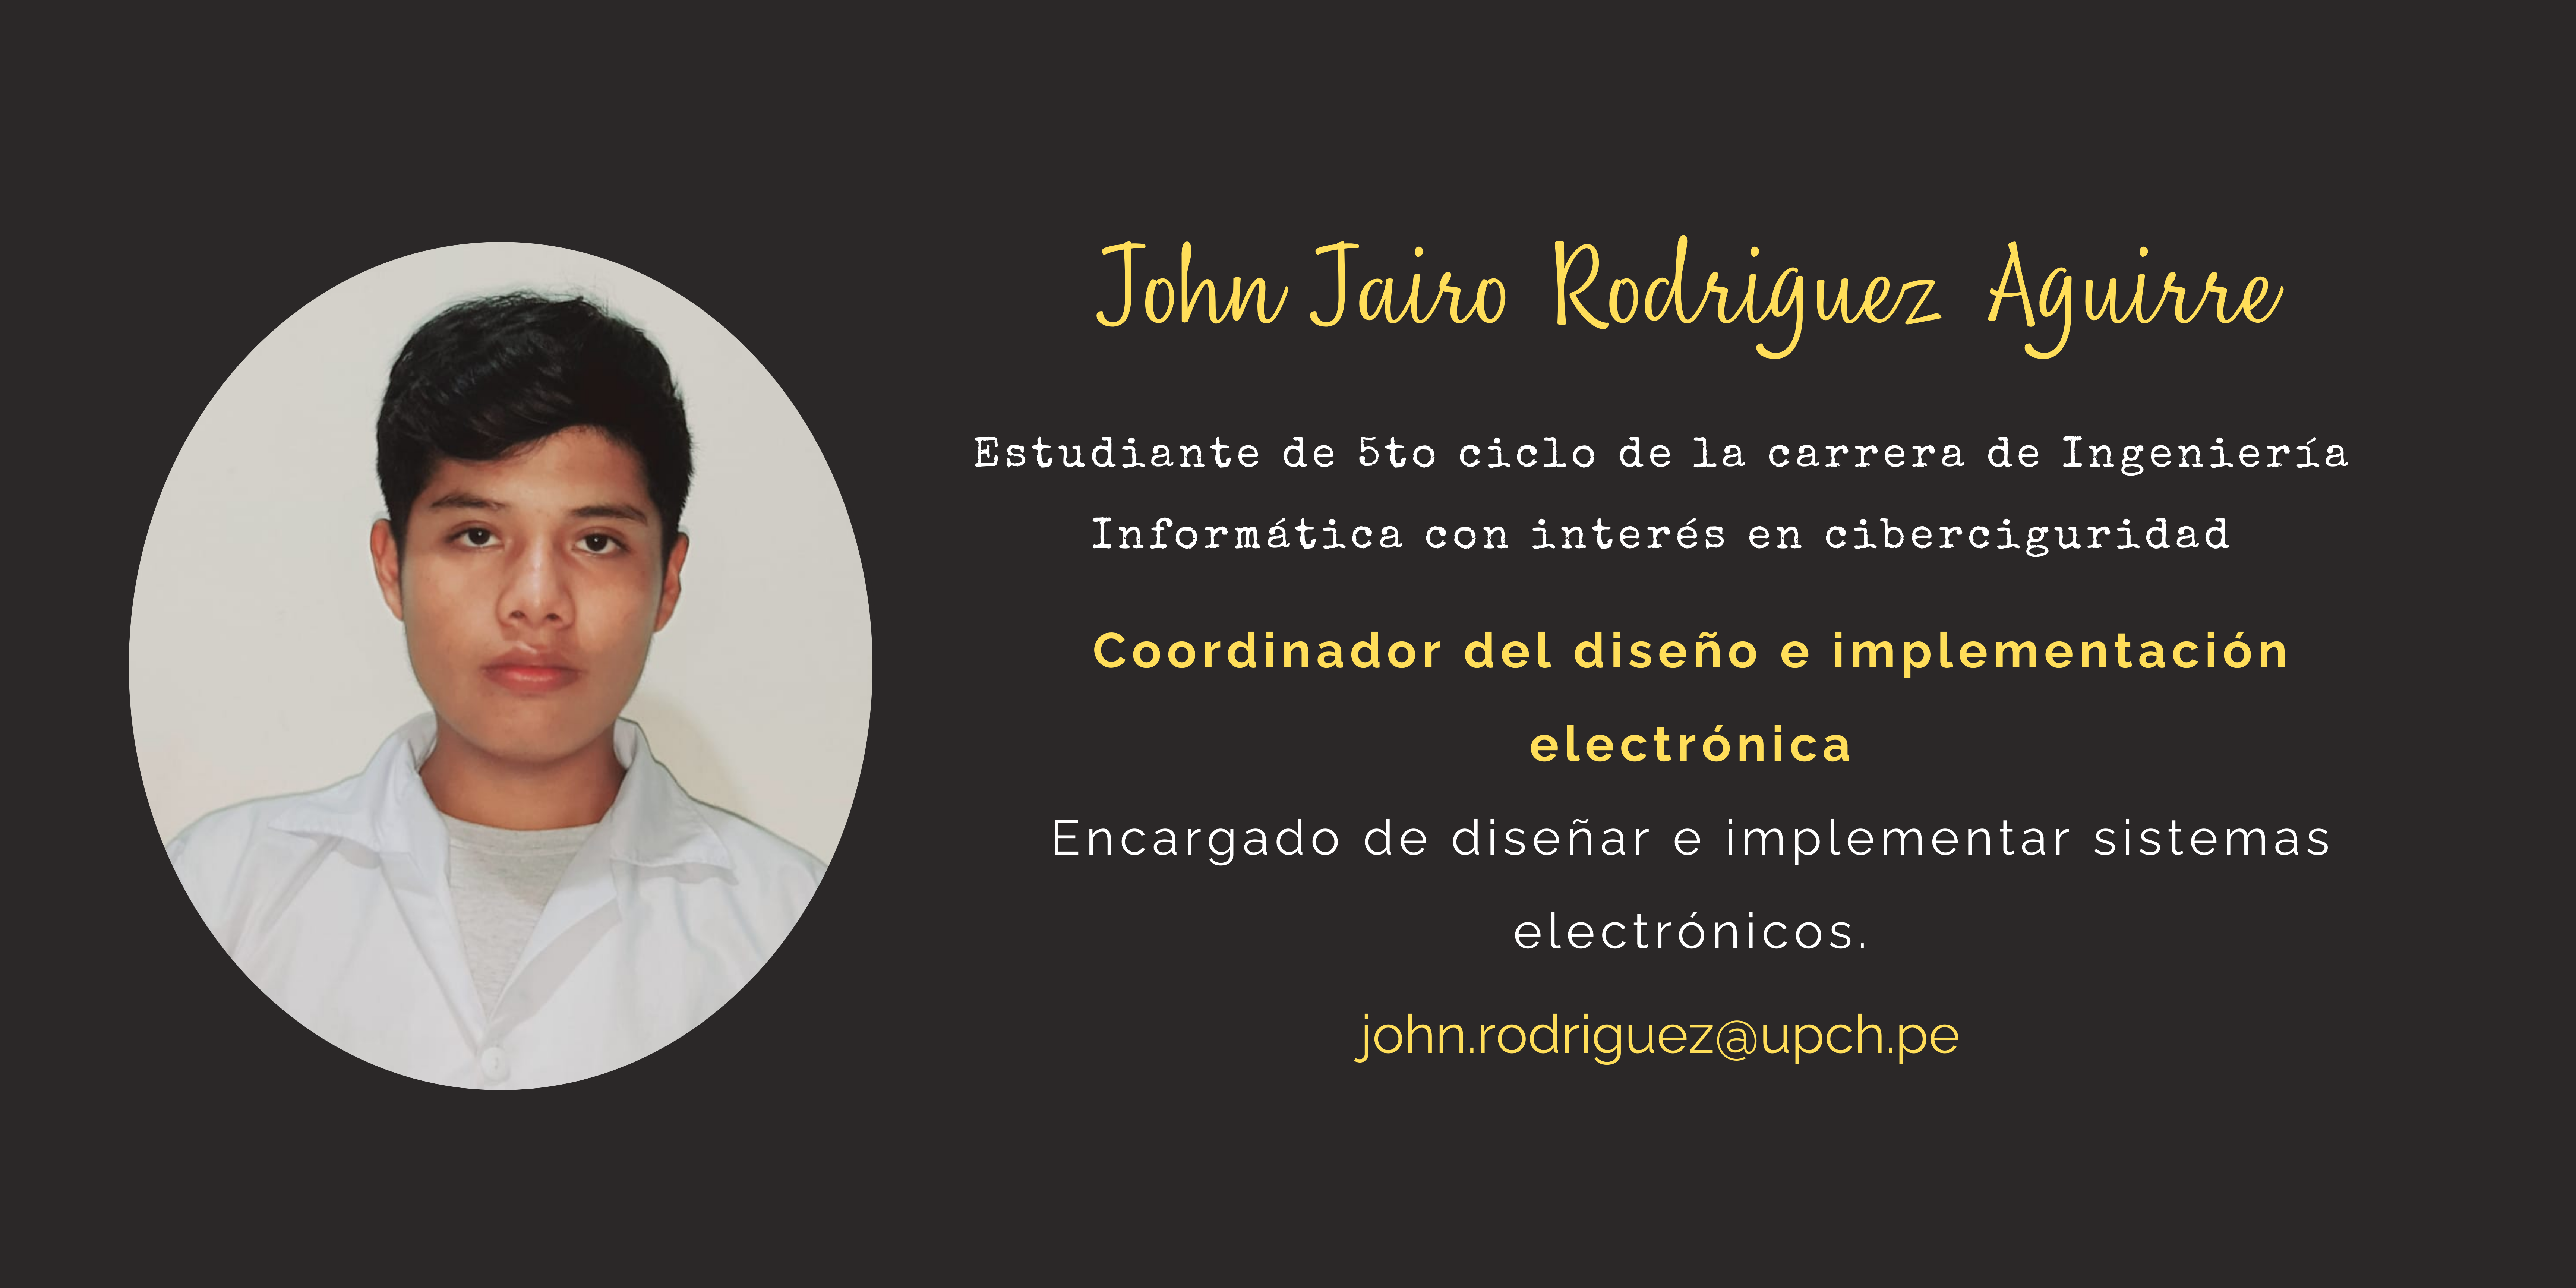 John Jairo Rodriguez Aguirre
Estudiante de 5to ciclo de la carrera de Ingeniería
Informática con interés en ciberciguridad
Coordinador del diseño e implementación
electrónica
Encargado de diseñar e implementar sistemas
electrónicos.
john.rodriguez@upch.pe